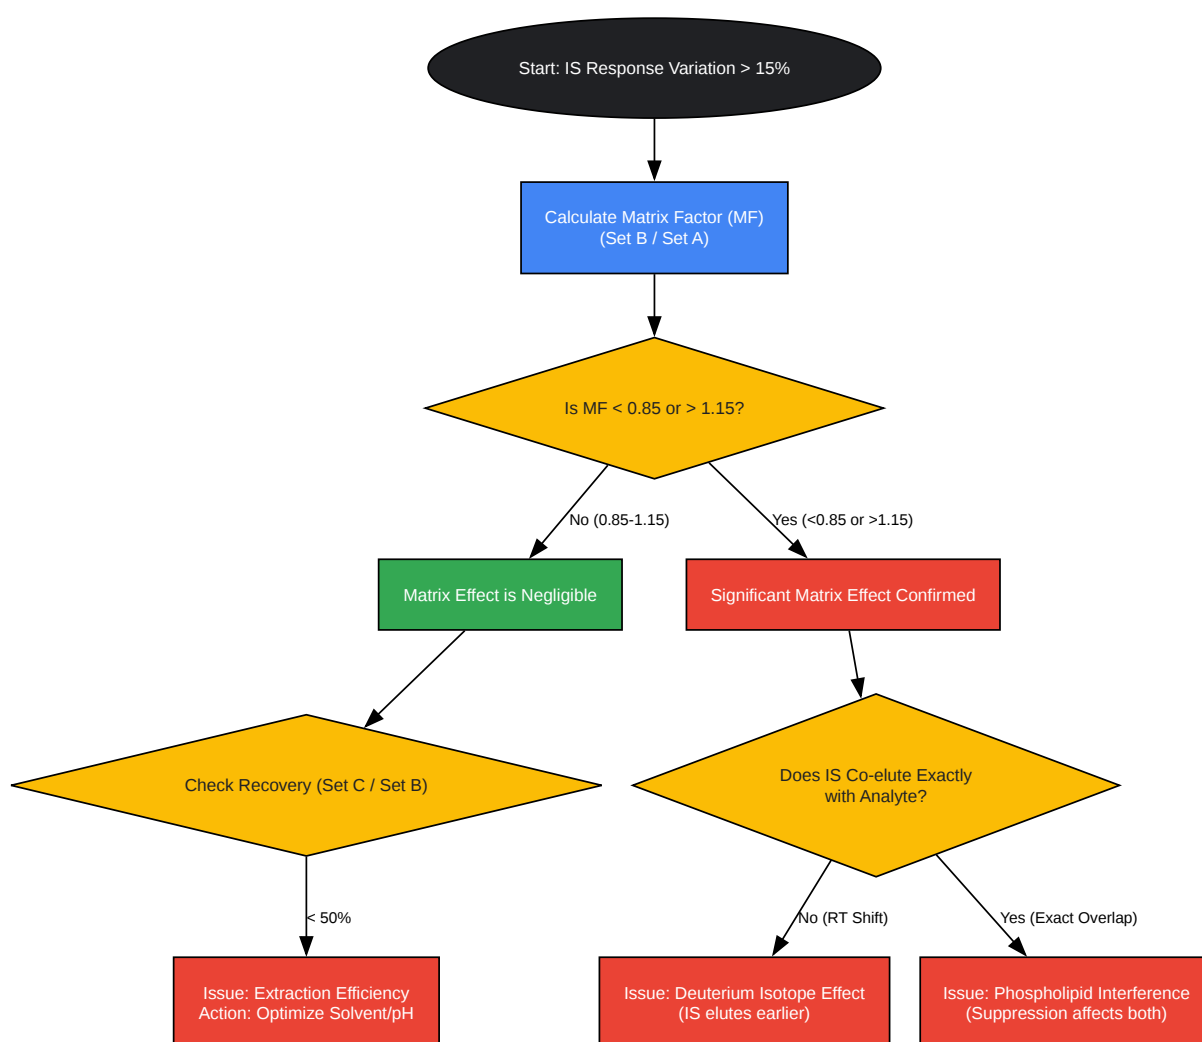 Start: IS Response Variation > 15%
Calculate Matrix Factor (MF)
(Set B / Set A)
Is MF < 0.85 or > 1.15?
No (0.85-1.15)
Yes (<0.85 or >1.15)
Matrix Effect is Negligible
Significant Matrix Effect Confirmed
Check Recovery (Set C / Set B)
Does IS Co-elute Exactly
with Analyte?
< 50%
No (RT Shift)
Yes (Exact Overlap)
Issue: Extraction Efficiency
Action: Optimize Solvent/pH
Issue: Deuterium Isotope Effect
(IS elutes earlier)
Issue: Phospholipid Interference
(Suppression affects both)